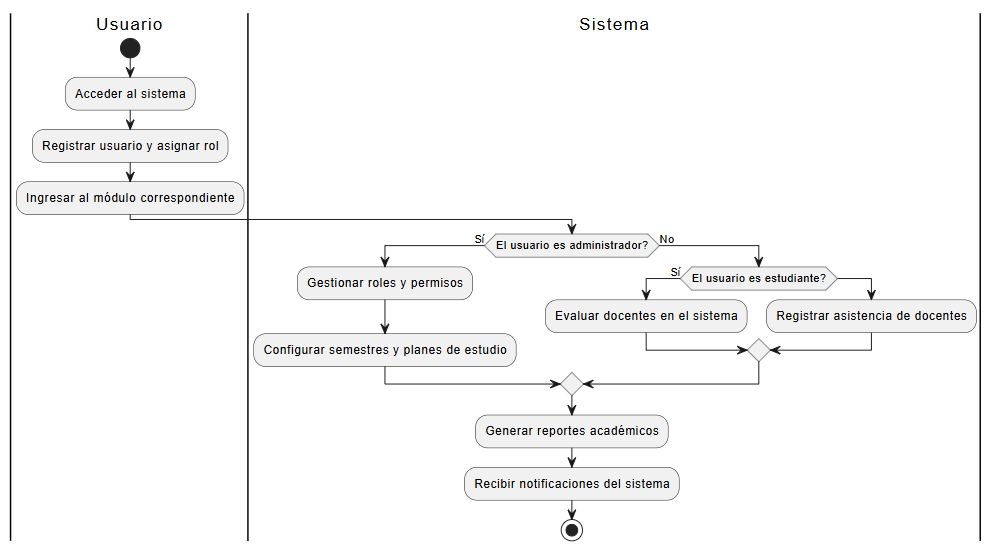 Usuario
Sistema
Acceder al sistema
Registrar usuario y asignar rol
Ingresar al módulo correspondiente
Sí
El usuario es administrador?
No
Gestionar roles y permisos
Sí
El usuario es estudiante?
Evaluar docentes en el sistema
Registrar asistencia de docentes
Configurar semestres y planes de estudio
Generar reportes académicos
Recibir notificaciones del sistema